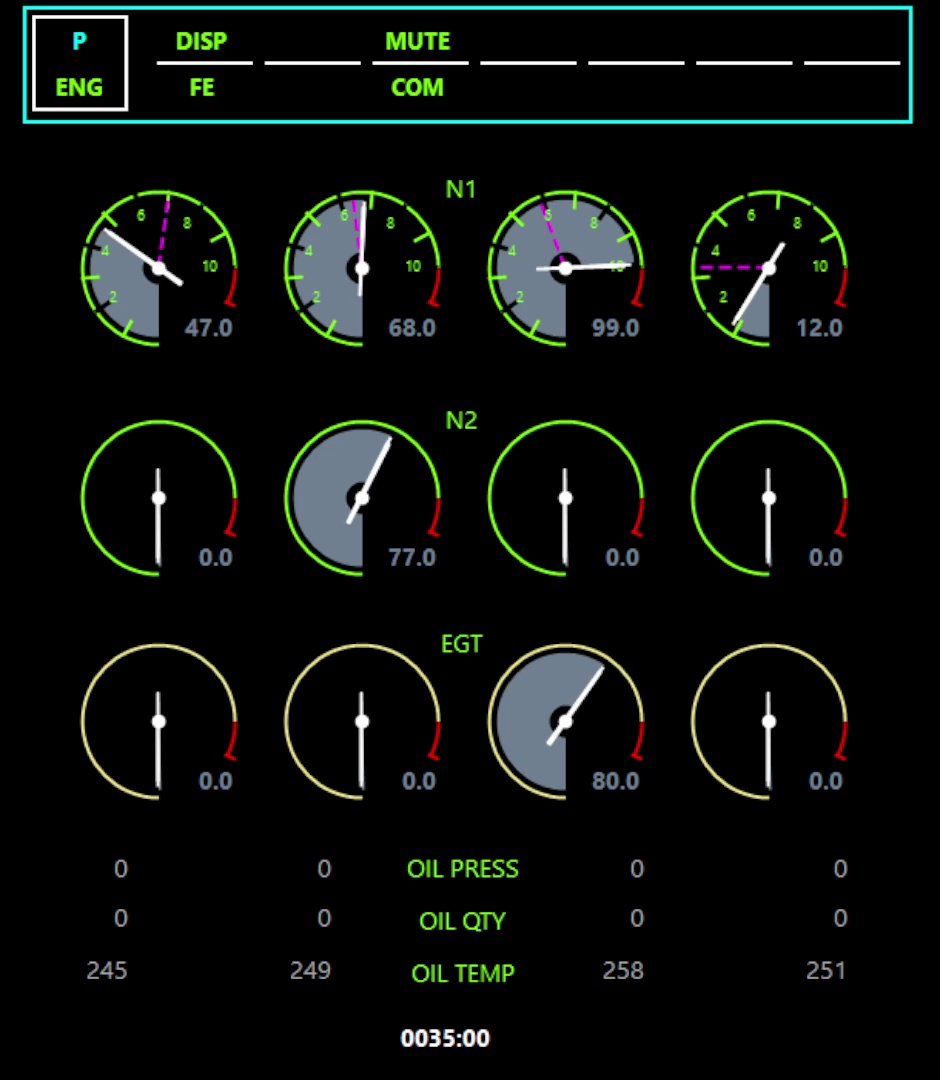 P DISP MUTE
ENG FE COM
N1
2 4 6 8 10 47.0
2 4 6 8 10 68.0
2 4 6 8 10 99.0
2 4 6 8 10 12.0
N2
0.0 77.0 0.0 0.0
EGT
0.0 0.0 80.0 0.0
0 0 OIL PRESS 0 0
0 0 OIL QTY 0 0
245 249 OIL TEMP 258 251
0035:00